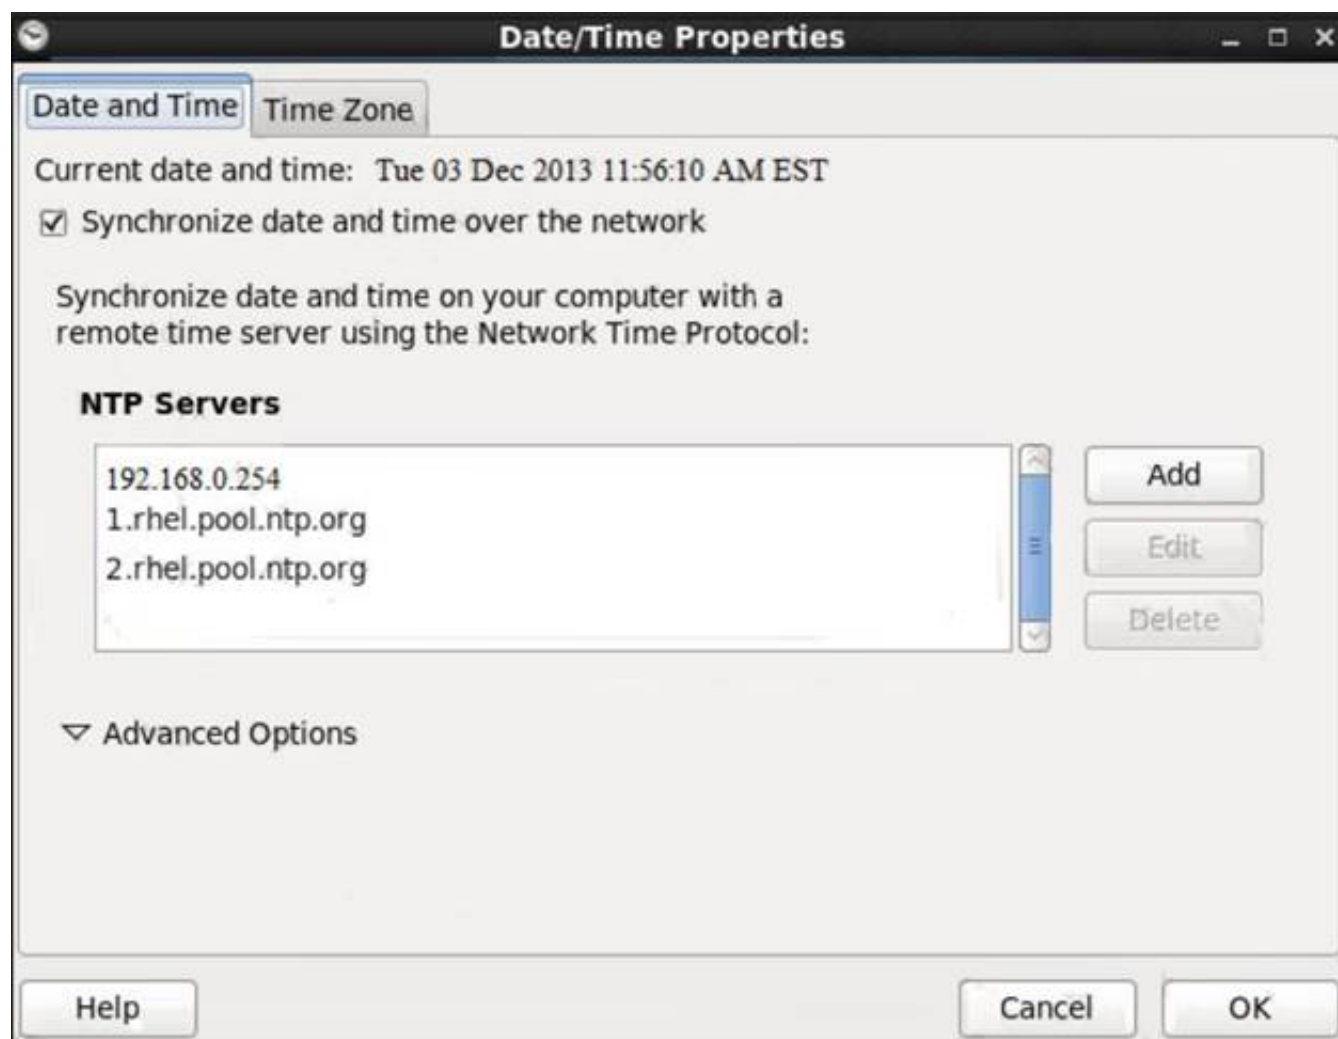 Date/Time Properties
Date and Time
Time Zone
Current date and time: Tue 03 Dec 2013 11:56:10 AM EST
Synchronize date and time over the network
Synchronize date and time on your computer with a
remote time server using the Network Time Protocol:
NTP Servers
192.168.0.254
1.rhel.pool.ntp.org
2.rhel.pool.ntp.org
Add
Edit
Delete
Advanced Options
Help
Cancel
OK